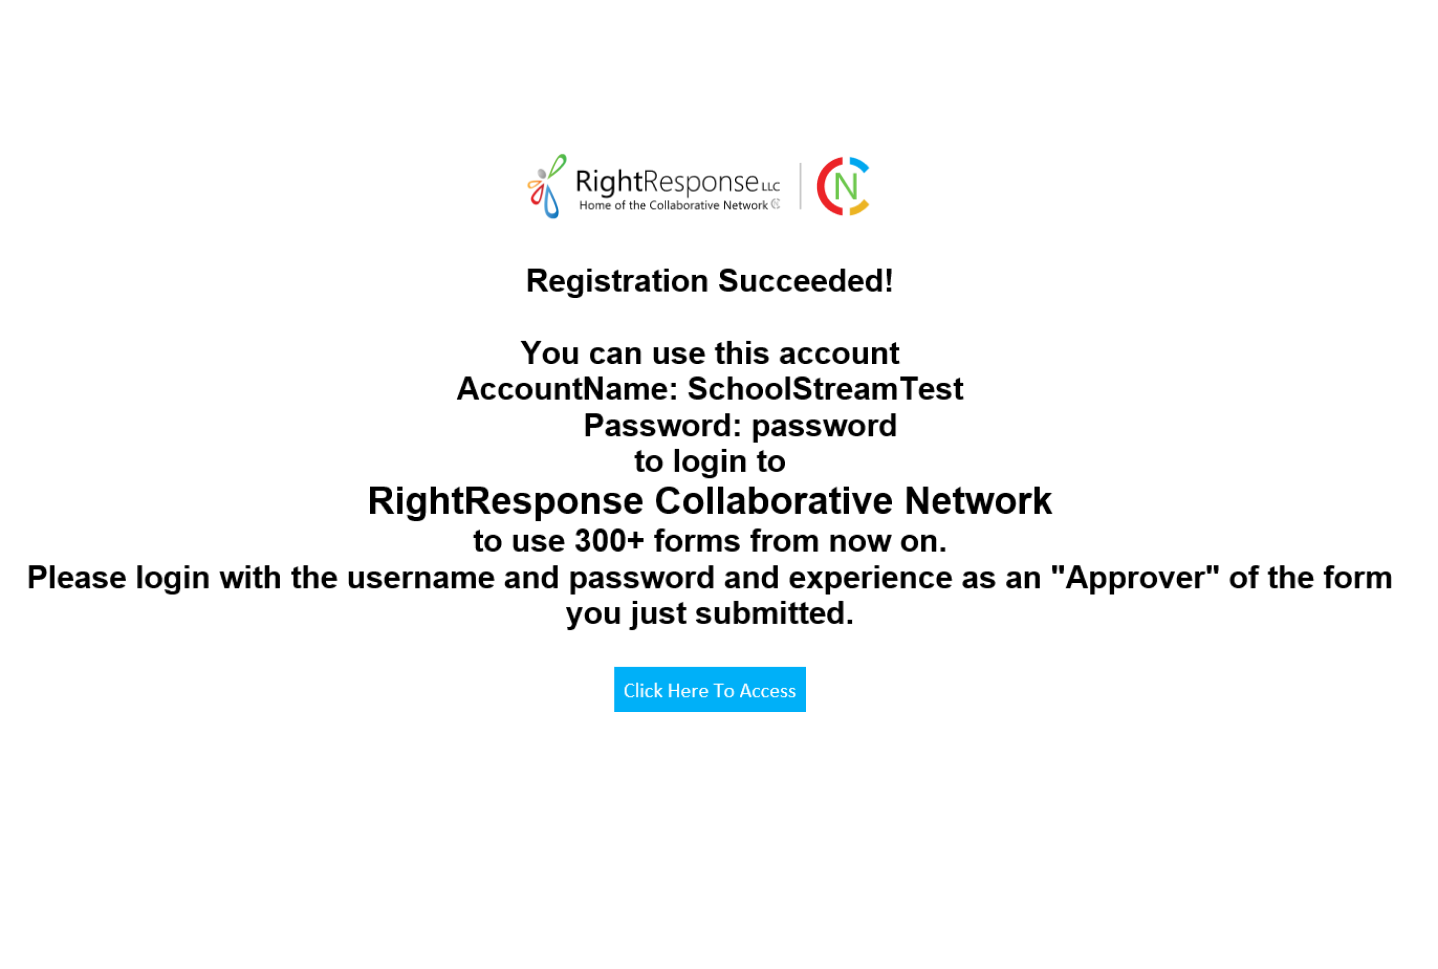 RightResponse LLC
Home of the Collaborative Network
CN
Registration Succeeded!
You can use this account
AccountName: SchoolStreamTest
Password: password
to login to
RightResponse Collaborative Network
to use 300+ forms from now on.
Please login with the username and password and experience as an "Approver" of the form
you just submitted.
Click Here To Access